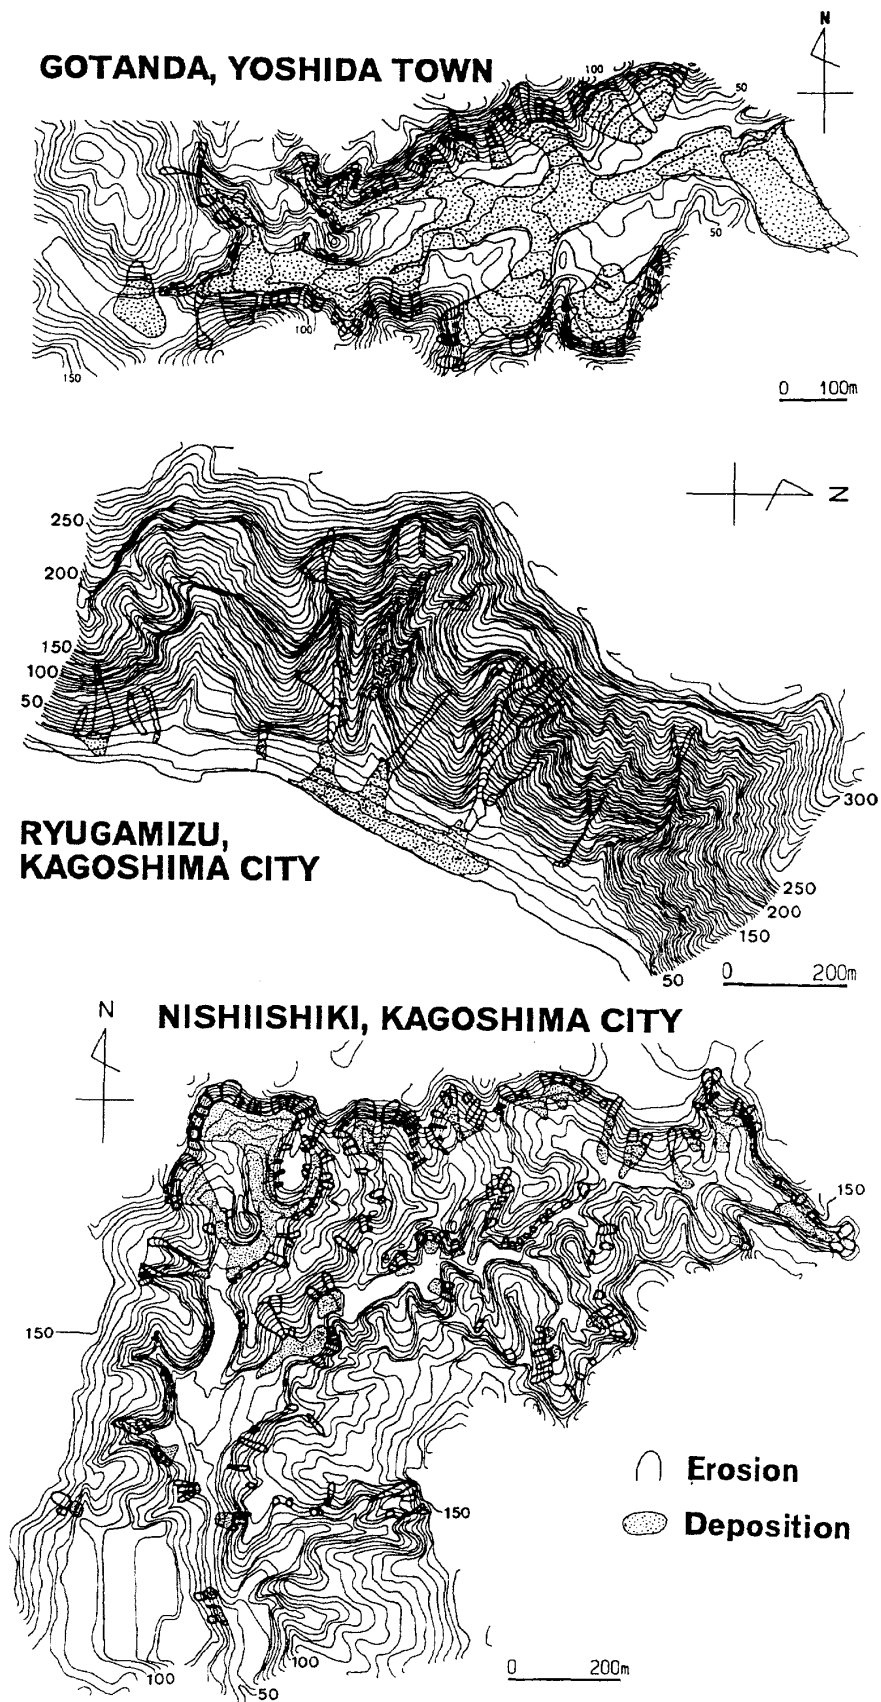 N
GOTANDA, YOSHIDA TOWN
100
50
50
100
150
0 100m
250
200
150
100
50
N
RYUGAMIZU,
KAGOSHIMA CITY
300
250
200
150
50
0 200m
N
NISHIISHIKI, KAGOSHIMA CITY
150
150
150
Erosion
Deposition
100
100
50
0 200m